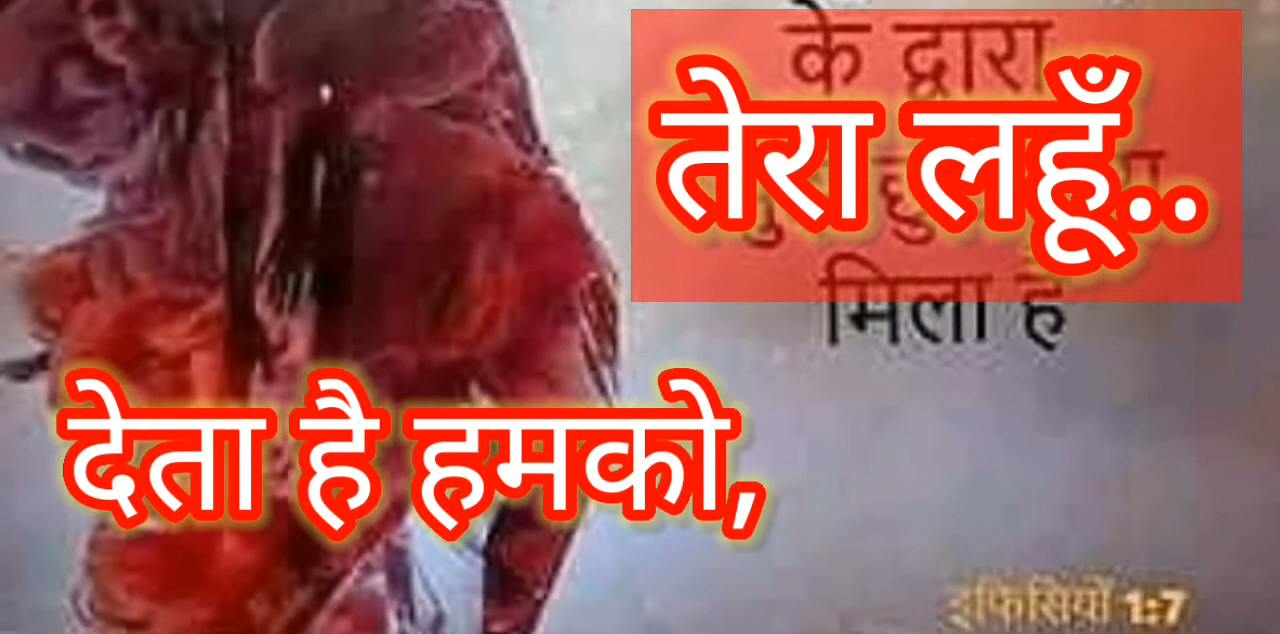 के द्वारा
तेरा लहूँ..
मिला है
देता है हमको,
इफिसियों 1:7